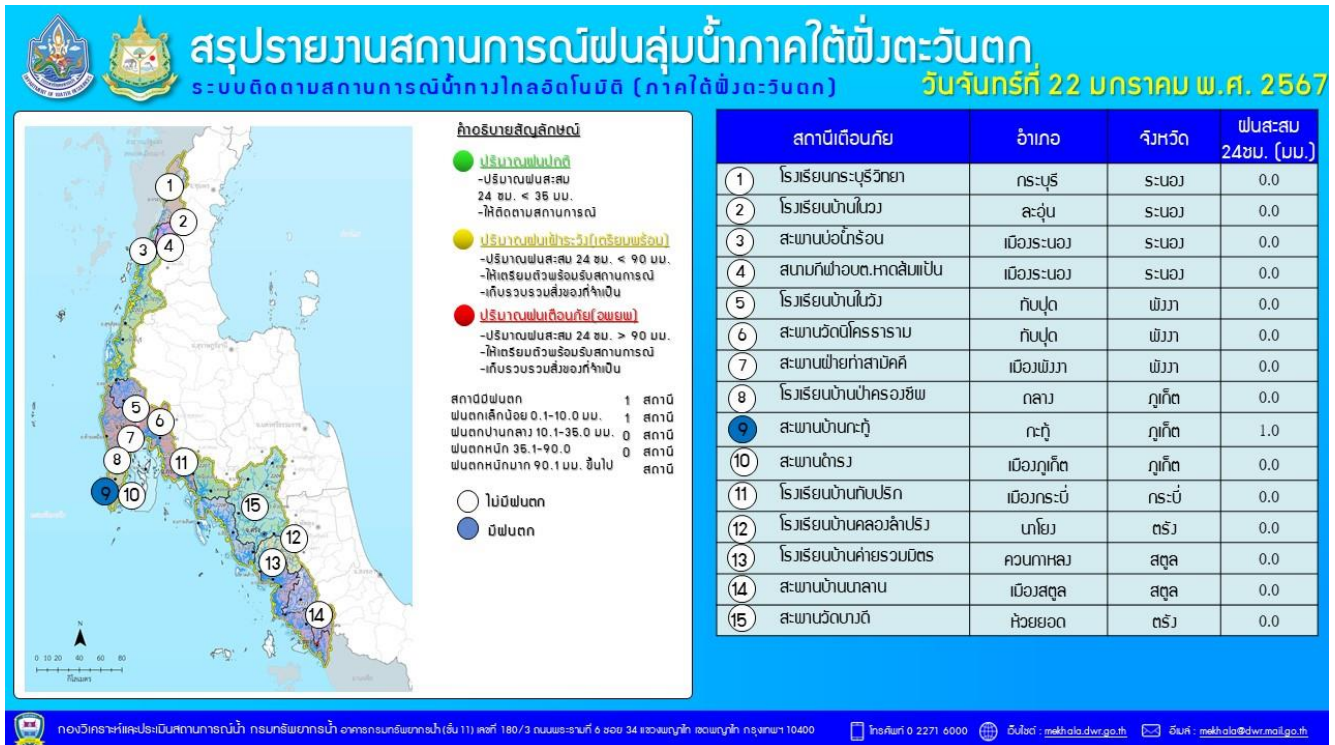 สรุปรายงานสถานการณ์ฝนลุ่มน้ำภาคใต้ฝั่งตะวันตก
ระบบติดตามสถานการณ์น้ำทางไกลอัตโนมัติ (ภาคใต้ฝั่งตะวันตก)
วันจันทร์ที่ 22 มกราคม พ.ศ. 2567
คำอธิบายสัญลักษณ์
ปริมาณฝนปกติ
-ปริมาณฝนสะสม
24 ชม. < 35 มม.
-ให้ติดตามสถานการณ์
ปริมาณฝนเฝ้าระวัง(เตรียมพร้อม)
-ปริมาณฝนสะสม 24 ชม. < 90 มม.
-ให้เตรียมตัวพร้อมรับสถานการณ์
-เก็บรวบรวมสิ่งของที่จำเป็น
ปริมาณฝนเตือนภัย(อพยพ)
-ปริมาณฝนสะสม 24 ชม. > 90 มม.
-ให้เตรียมตัวพร้อมรับสถานการณ์
-เก็บรวบรวมสิ่งของที่จำเป็น
สถานีมีฝนตก 1 สถานี
ฝนตกเล็กน้อย 0.1-10.0 มม. 1 สถานี
ฝนตกปานกลาง 10.1-35.0 มม. 0 สถานี
ฝนตกหนัก 35.1-90.0 0 สถานี
ฝนตกหนักมาก 90.1 มม. ขึ้นไป สถานี
ไม่มีฝนตก
มีฝนตก
1
2
3 4
5
6
7
8
11
9 10
15
12
13
14
N
0 10 20 40 60 80
กิโลเมตร
สถานีเตือนภัย อำเภอ จังหวัด ฝนสะสม 24ชม. (มม.)
1 โรงเรียนกระบุรีวิทยา กระบุรี ระนอง 0.0
2 โรงเรียนบ้านในวง ละอุ่น ระนอง 0.0
3 สะพานบ่อน้ำร้อน เมืองระนอง ระนอง 0.0
4 สนามกีฬาอบต.หาดส้มแป้น เมืองระนอง ระนอง 0.0
5 โรงเรียนบ้านในวัง ทับปุด พังงา 0.0
6 สะพานวัดนิโครธาราม ทับปุด พังงา 0.0
7 สะพานฝ่ายท่าสามัคคี เมืองพังงา พังงา 0.0
8 โรงเรียนบ้านป่าครองชีพ ถลาง ภูเก็ต 0.0
9 สะพานบ้านกะทู้ กะทู้ ภูเก็ต 1.0
10 สะพานดำรง เมืองภูเก็ต ภูเก็ต 0.0
11 โรงเรียนบ้านทับปริก เมืองกระบี่ กระบี่ 0.0
12 โรงเรียนบ้านคลองลำปริง นาโยง ตรัง 0.0
13 โรงเรียนบ้านค่ายรวมมิตร ควนกาหลง สตูล 0.0
14 สะพานบ้านนาลาน เมืองสตูล สตูล 0.0
15 สะพานวัดบางดี ห้วยยอด ตรัง 0.0
กองวิเคราะห์และประเมินสถานการณ์น้ำ กรมทรัพยากรน้ำ อาคารกรมทรัพยากรน้ำ (ชั้น 11) เลขที่ 180/3 ถนนพระรามที่ 6 ซอย 34 แขวงพญาไท เขตพญาไท กรุงเทพฯ 10400 โทรศัพท์ 0 2271 6000 เว็บไซต์ : mekhala.dwr.go.th อีเมล์ : mekhala@dwr.mail.go.th